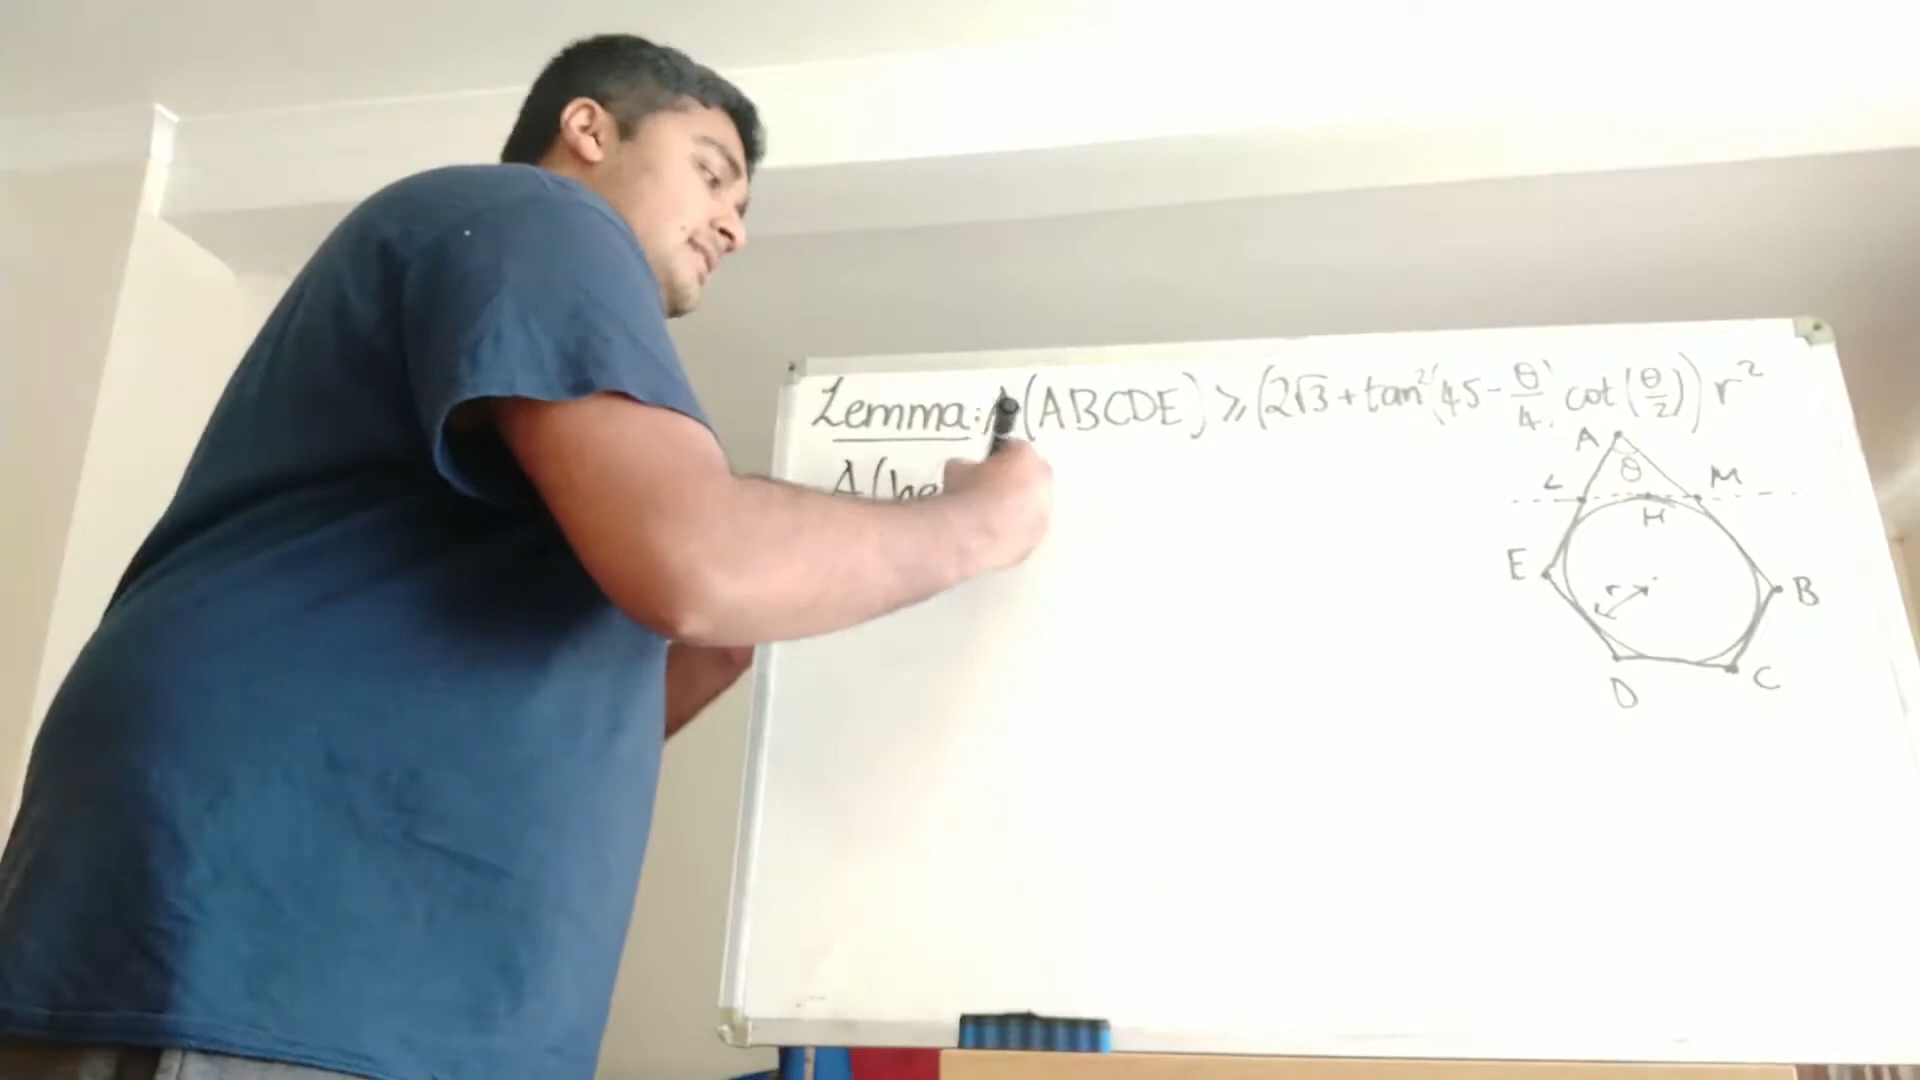 Lemma: A(ABCDE) ⩾ (2√3 + tan²(45 - θ/4) cot(θ/2)) r²
A(he
A
θ
L
M
H
E
r
B
D
C